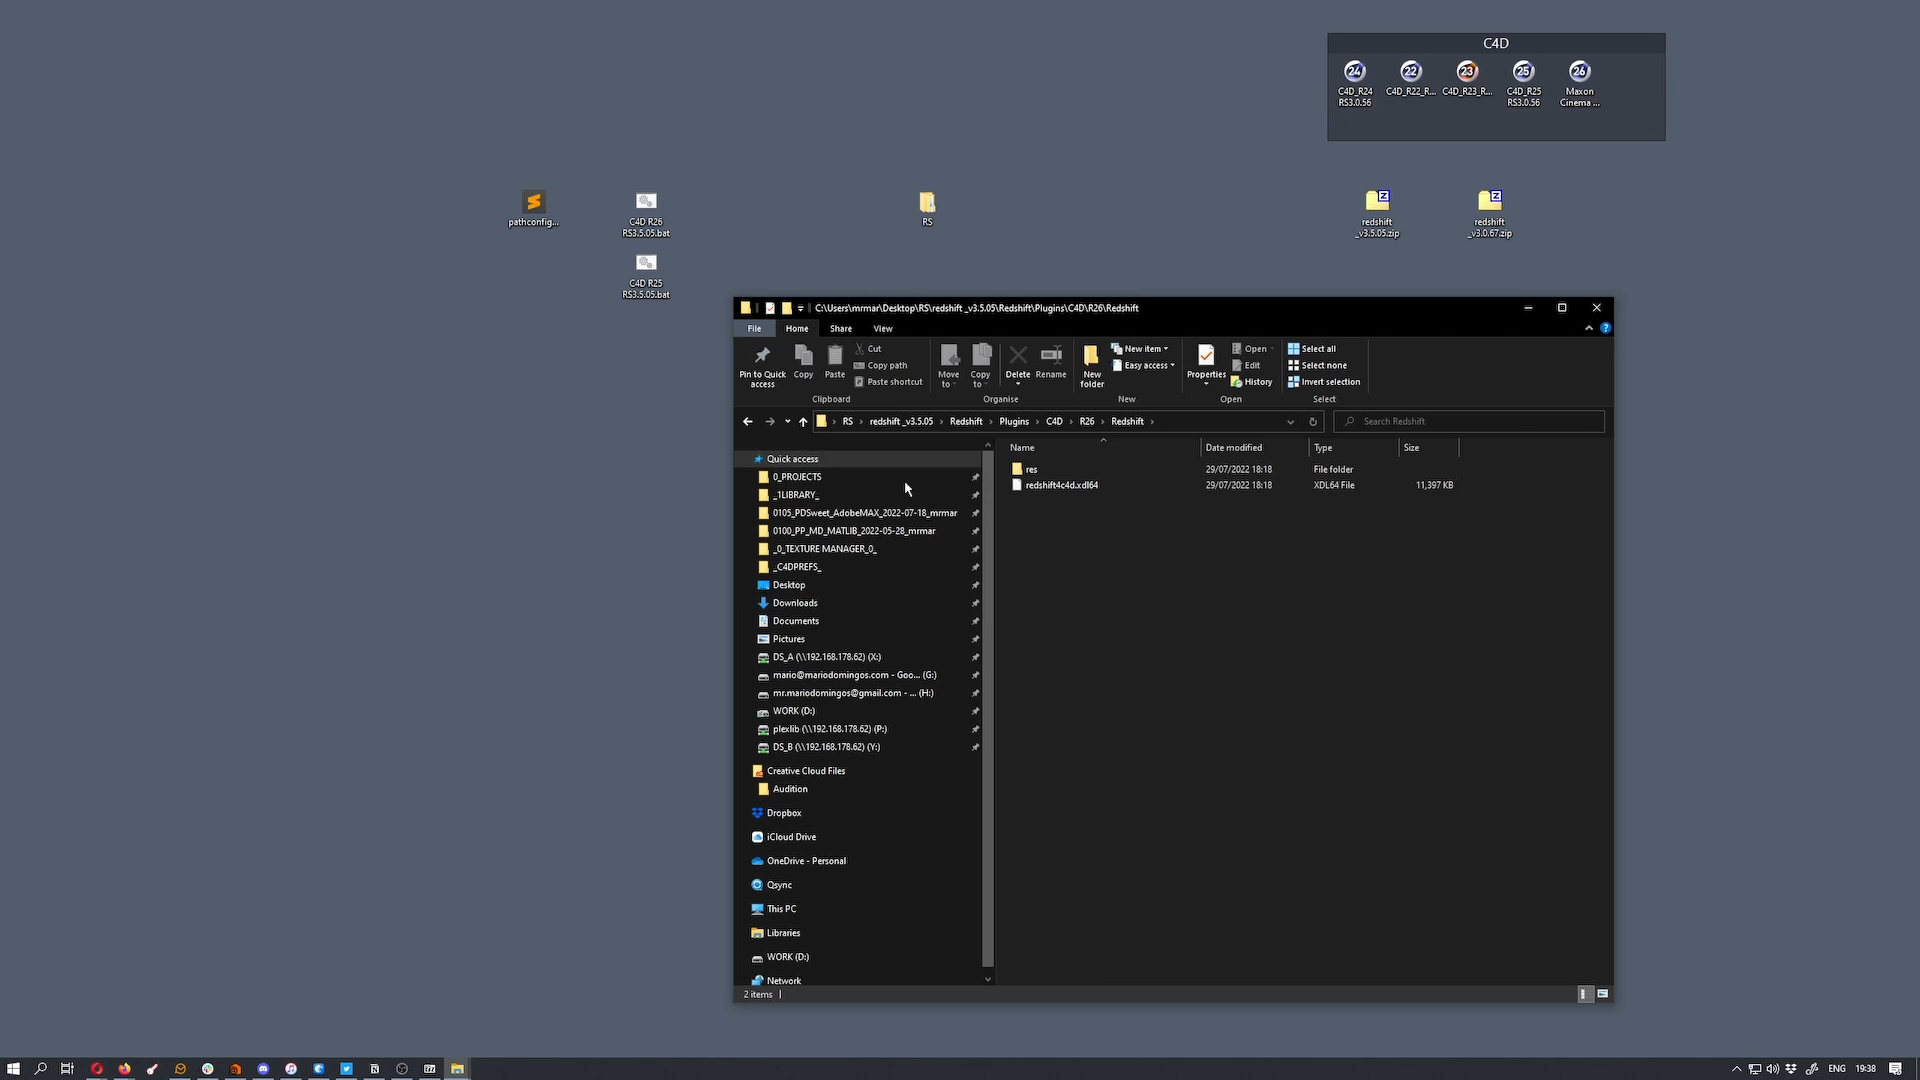 C4D
C4D_R24
RS3.0.56
C4D_R22_R...
C4D_R23_R...
C4D_R25
RS3.0.56
Maxon
Cinema ...
pathconfig...
C4D R26
RS3.5.05.bat
RS
redshift
_v3.5.05.zip
redshift
_v3.0.67.zip
C4D R25
RS3.5.05.bat
C:\Users\mrmar\Desktop\RS\redshift _v3.5.05\Redshift\Plugins\C4D\R26\Redshift
File Home Share View
Pin to Quick
access
Copy
Paste
Cut
Copy path
Paste shortcut
Clipboard
Move
to
Copy
to
Delete
Rename
Organise
New
folder
New item
Easy access
New
Properties
Open
Edit
History
Open
Select all
Select none
Invert selection
Select
RS > redshift _v3.5.05 > Redshift > Plugins > C4D > R26 > Redshift >
Search Redshift
Name Date modified Type Size
res 29/07/2022 18:18 File folder
redshift4c4d.xdl64 29/07/2022 18:18 XDL64 File 11,397 KB
Quick access
0_PROJECTS
_1LIBRARY_
0105_PDSweet_AdobeMAX_2022-07-18_mrmar
0100_PP_MD_MATLIB_2022-05-28_mrmar
_0_TEXTURE MANAGER_0_
_C4DPREFS_
Desktop
Downloads
Documents
Pictures
DS_A (\\192.168.178.62) (X:)
mario@mariodomingos.com - Goo... (G:)
mr.mariodomingos@gmail.com - ... (H:)
WORK (D:)
plexlib (\\192.168.178.62) (P:)
DS_B (\\192.168.178.62) (Y:)
Creative Cloud Files
Audition
Dropbox
iCloud Drive
OneDrive - Personal
Qsync
This PC
Libraries
WORK (D:)
Network
2 items
ENG 19:38